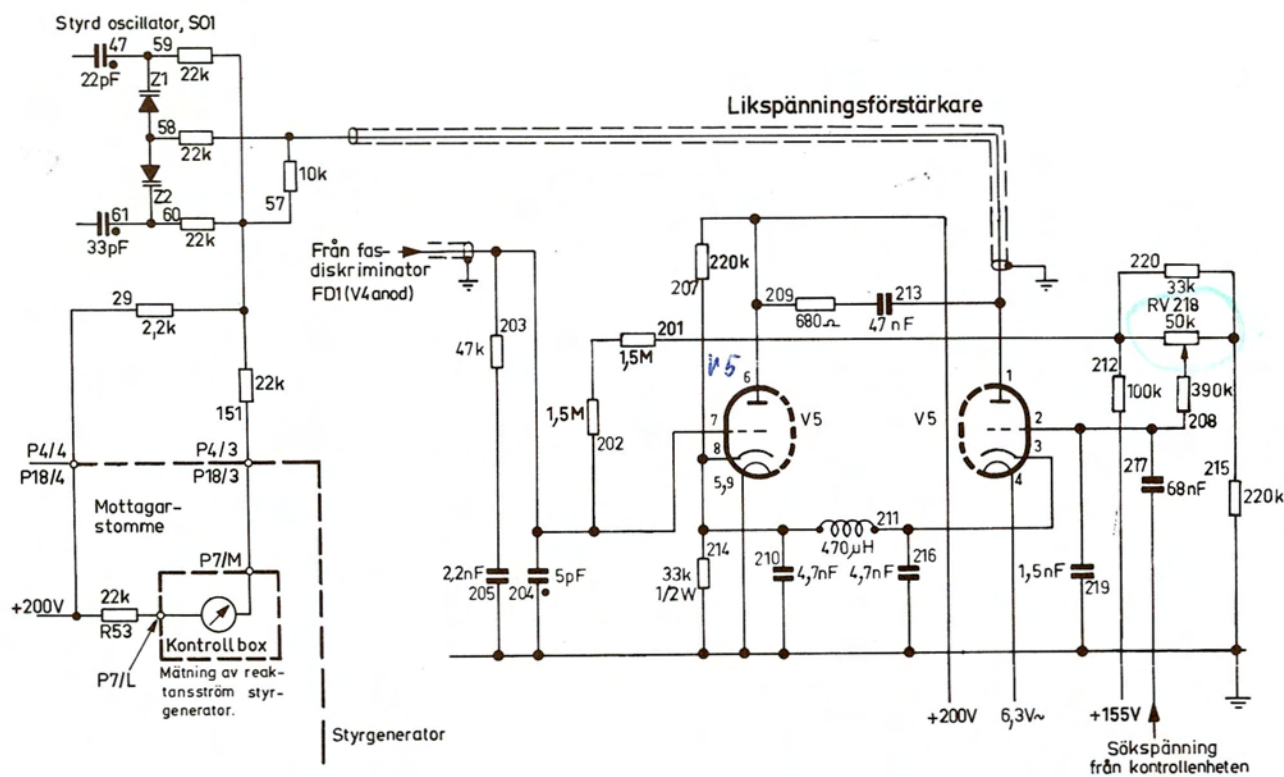 Styrd oscillator, SO1
47
59
22pF
22k
Z1
58
22k
10k
57
Z2
61
60
33pF
22k
Likspänningsförstärkare
Från fas-
diskriminator
FD1 (V4 anod)
220k
207
209
213
680Ω
47nF
220
33k
RV 218
50k
29
2,2k
203
47k
201
1,5M
V5
212
100k
390k
208
22k
151
1,5M
202
6
7
8
5,9
V5
V5
1
2
3
4
217
68nF
215
220k
P4/4
P4/3
P18/4
P18/3
Mottagar-
stomme
P7/M
2,2nF
205
204
5pF
214
33k
1/2W
210
4,7nF
470µH
211
4,7nF
216
1,5nF
219
+200V
22k
R53
Kontrollbox
P7/L
Mätning av reak-
tansström styr-
generator.
Styrgenerator
+200V
6,3V~
+155V
Sökspänning
från kontrollenheten